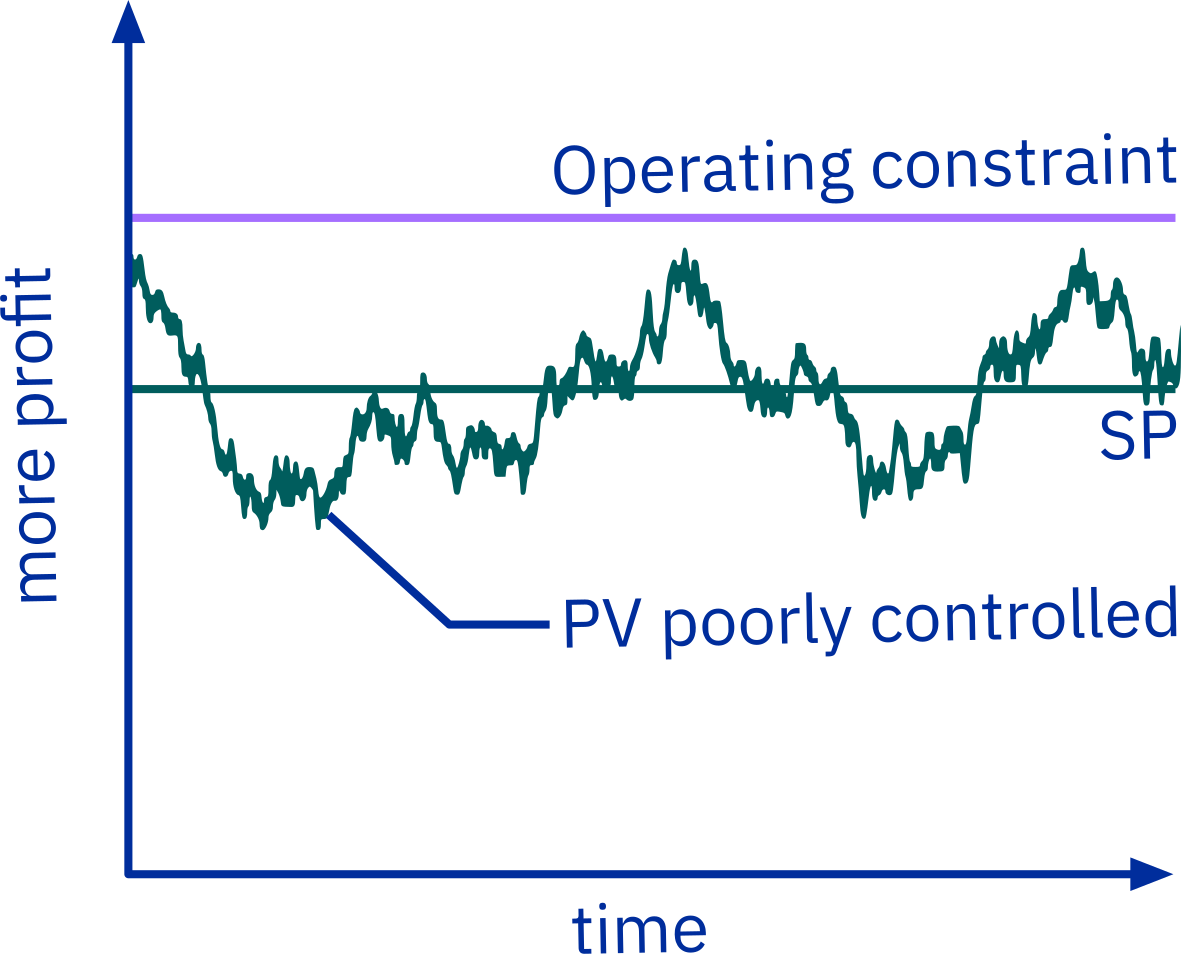 Operating constraint
more profit
SP
PV poorly controlled
time